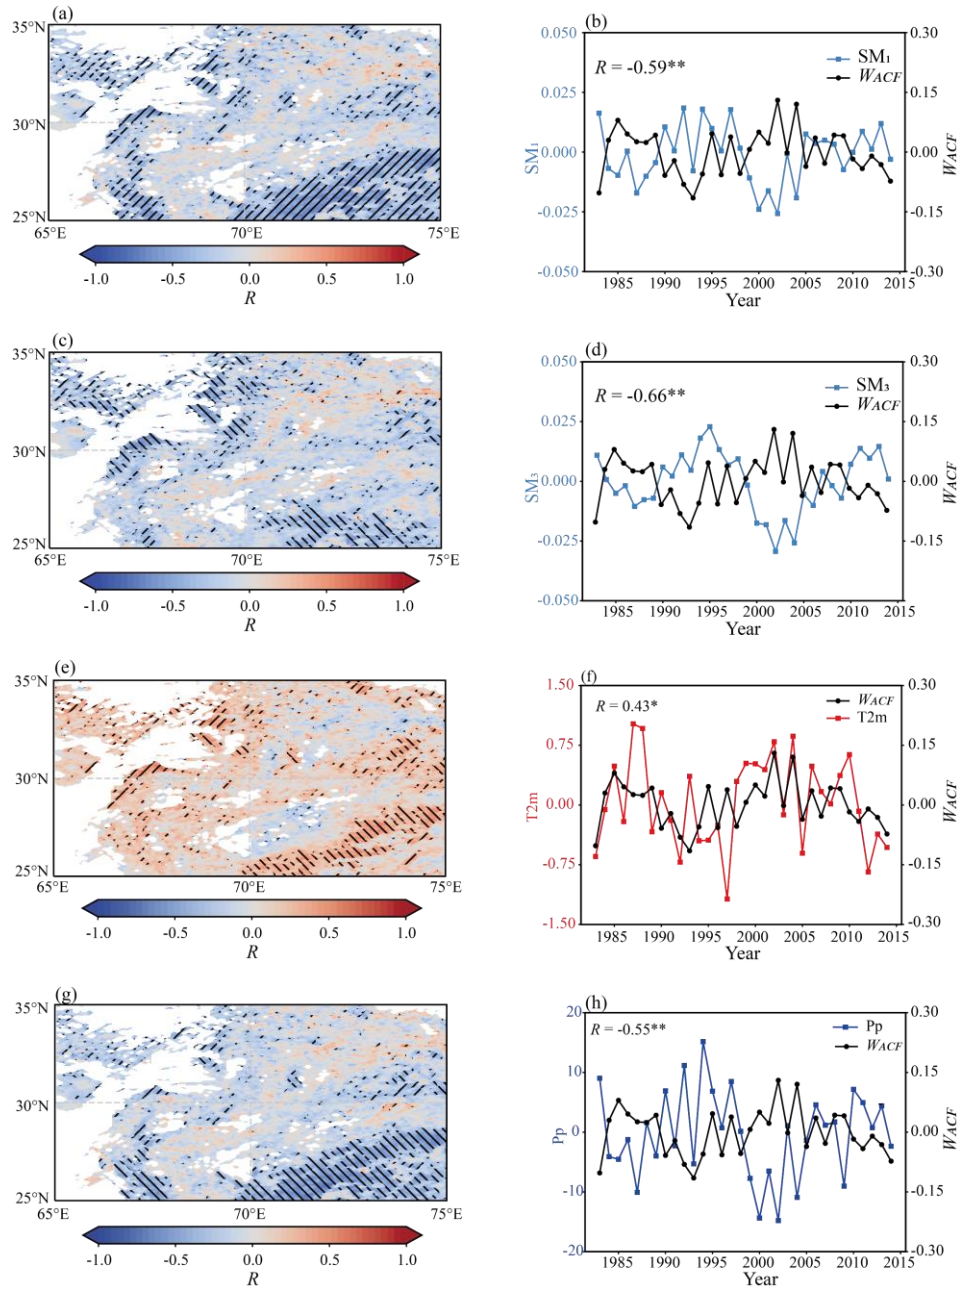 (a)
35°N
30°N
25°N
65°E 70°E 75°E
-1.0 -0.5 0.0 0.5 1.0
R
(b)
R = -0.59**
SM₁
WACF
0.050
0.025
0.000
-0.025
-0.050
SM₁
0.30
0.15
0.00
-0.15
-0.30
WACF
1985 1990 1995 2000 2005 2010 2015
Year
(c)
35°N
30°N
25°N
65°E 70°E 75°E
-1.0 -0.5 0.0 0.5 1.0
R
(d)
R = -0.66**
SM₃
WACF
0.050
0.025
0.000
-0.025
-0.050
SM₃
0.30
0.15
0.00
-0.15
WACF
1985 1990 1995 2000 2005 2010 2015
Year
(e)
35°N
30°N
25°N
65°E 70°E 75°E
-1.0 -0.5 0.0 0.5 1.0
R
(f)
R = 0.43*
WACF
T2m
1.50
0.75
0.00
-0.75
-1.50
T2m
0.30
0.15
0.00
-0.15
-0.30
WACF
1985 1990 1995 2000 2005 2010 2015
Year
(g)
35°N
30°N
25°N
65°E 70°E 75°E
-1.0 -0.5 0.0 0.5 1.0
R
(h)
R = -0.55**
Pp
WACF
20
10
0
-10
-20
Pp
0.30
0.15
0.00
-0.15
-0.30
WACF
1985 1990 1995 2000 2005 2010 2015
Year